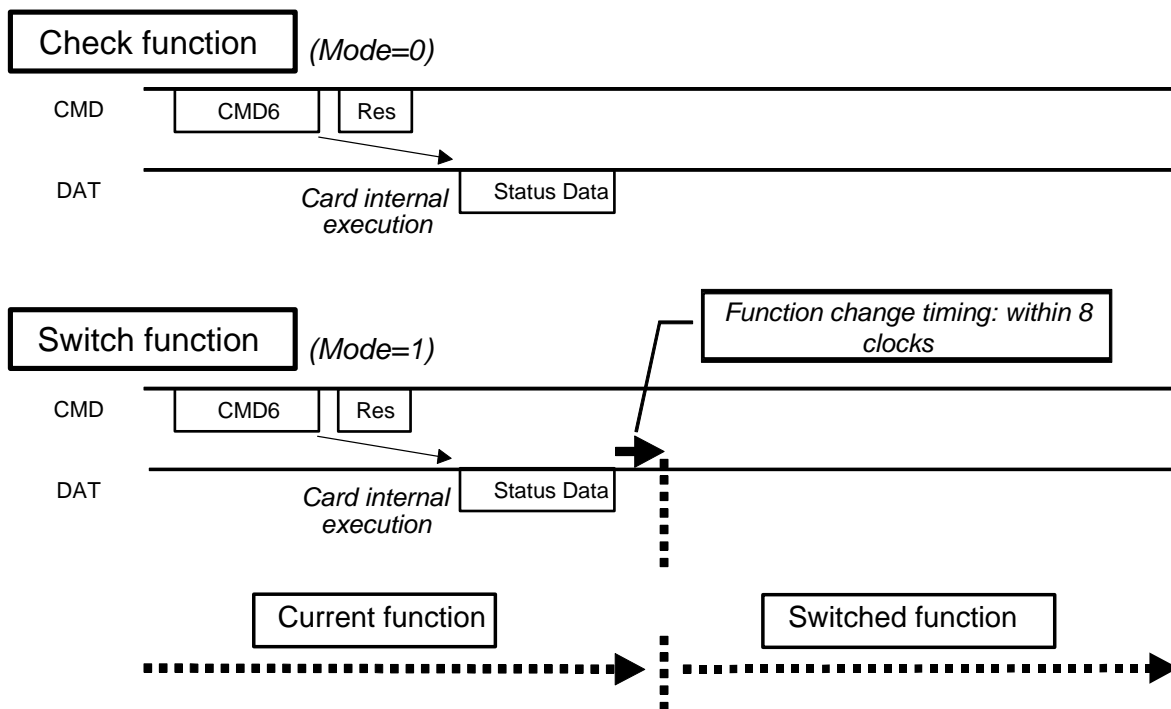 Check function (Mode=0)
CMD CMD6 Res
DAT Status Data
Card internal
execution
Function change timing: within 8
clocks
Switch function (Mode=1)
CMD CMD6 Res
DAT Status Data
Card internal
execution
Current function Switched function